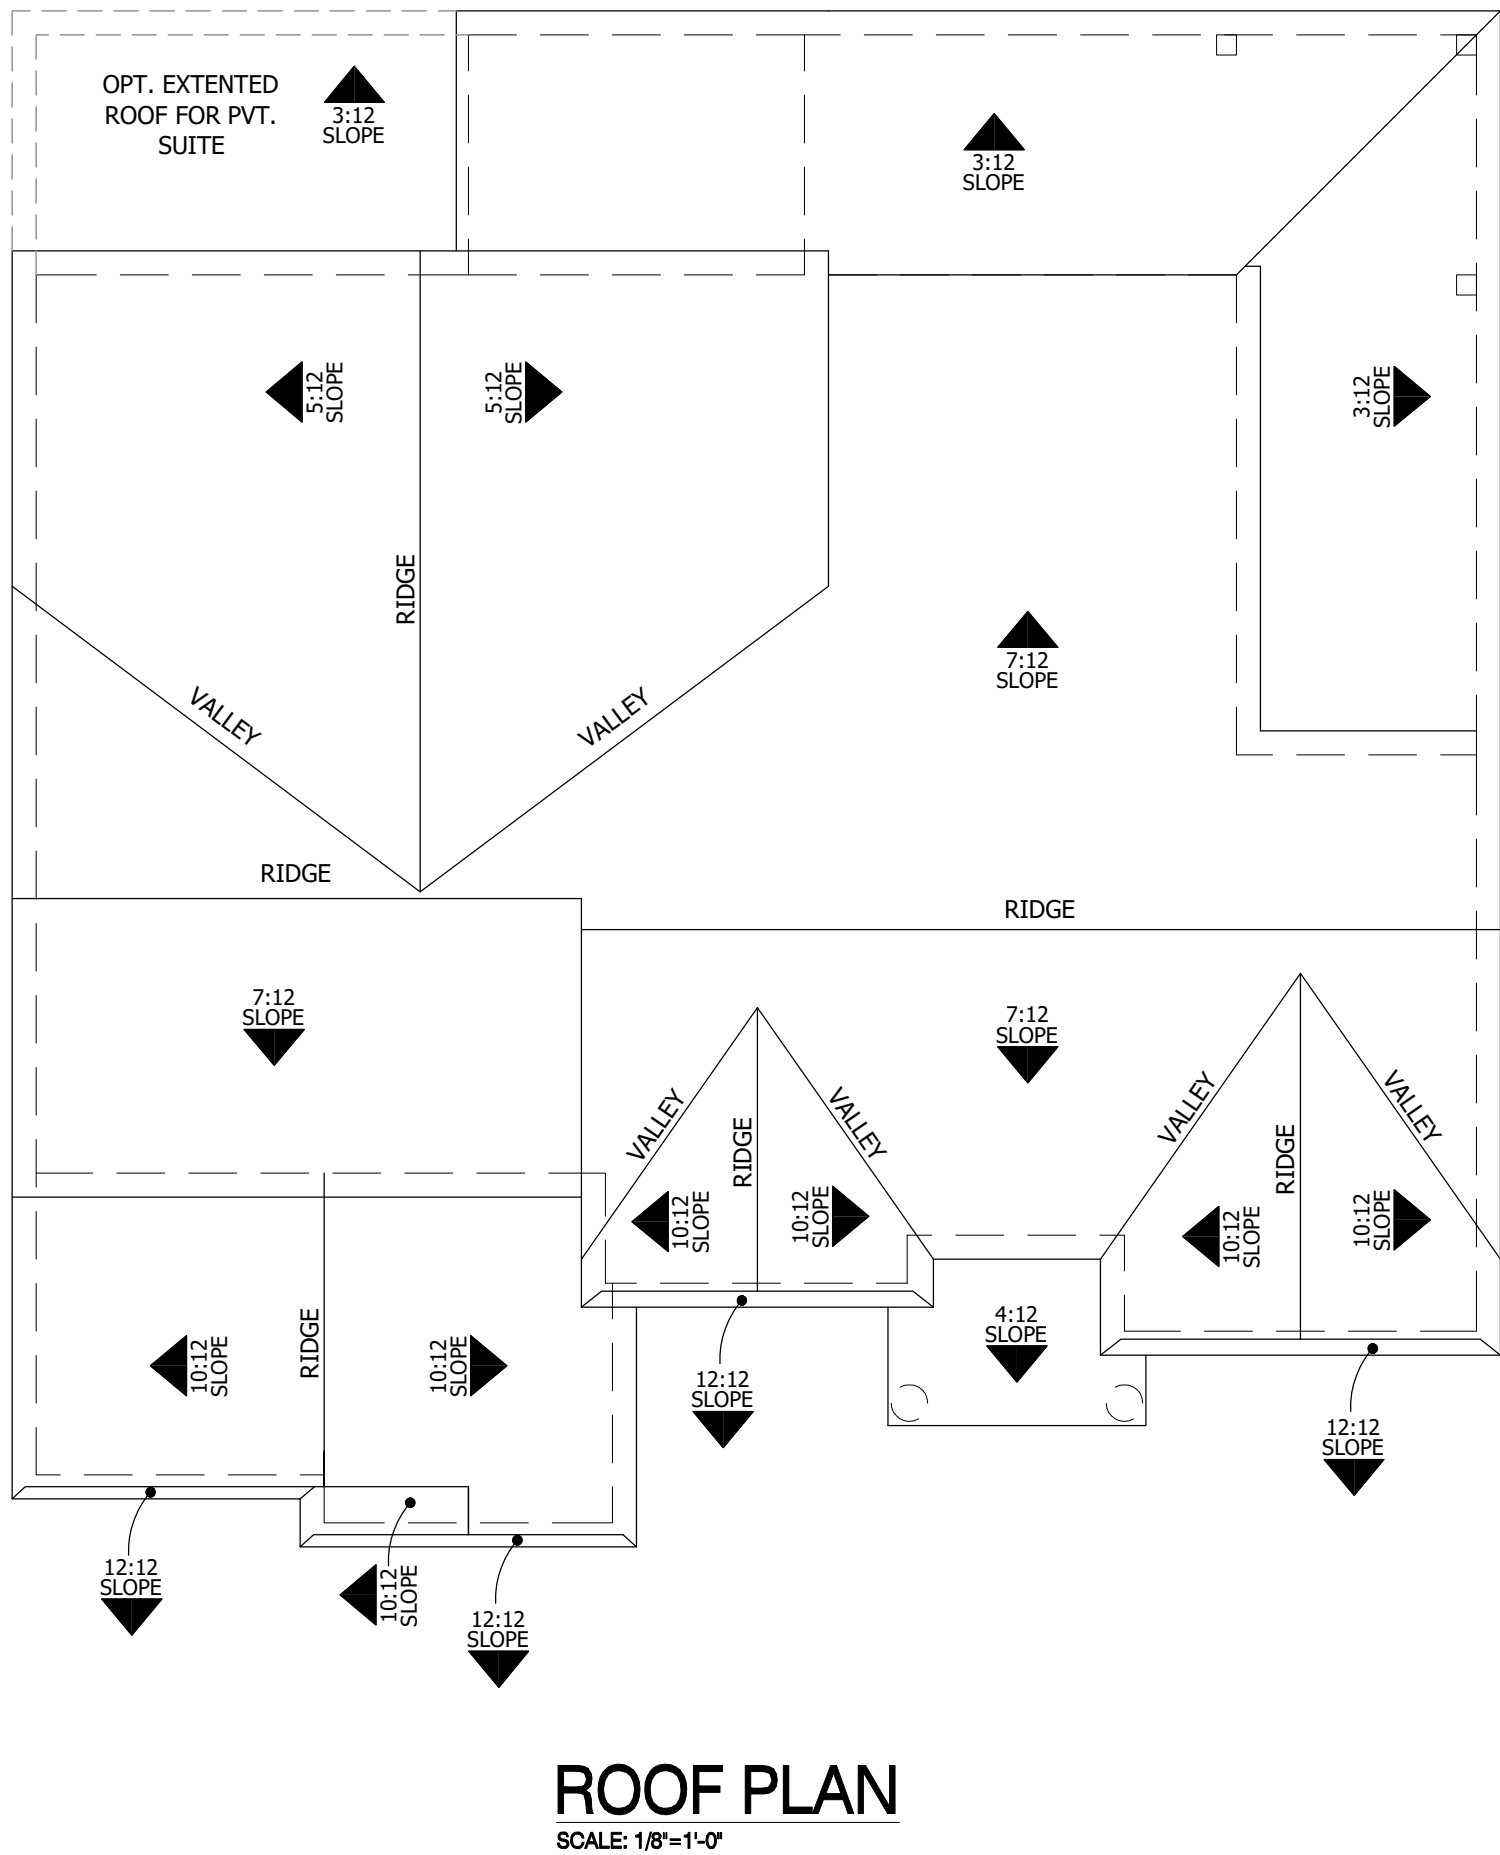 OPT. EXTENTED
ROOF FOR PVT.
SUITE
3:12
SLOPE
3:12
SLOPE
5:12
SLOPE
5:12
SLOPE
3:12
SLOPE
RIDGE
7:12
SLOPE
VALLEY
VALLEY
RIDGE
RIDGE
7:12
SLOPE
7:12
SLOPE
VALLEY
RIDGE
VALLEY
VALLEY
RIDGE
VALLEY
10:12
SLOPE
10:12
SLOPE
10:12
SLOPE
10:12
SLOPE
10:12
SLOPE
RIDGE
10:12
SLOPE
4:12
SLOPE
12:12
SLOPE
12:12
SLOPE
12:12
SLOPE
10:12
SLOPE
12:12
SLOPE
ROOF PLAN
SCALE: 1/8"=1'-0"